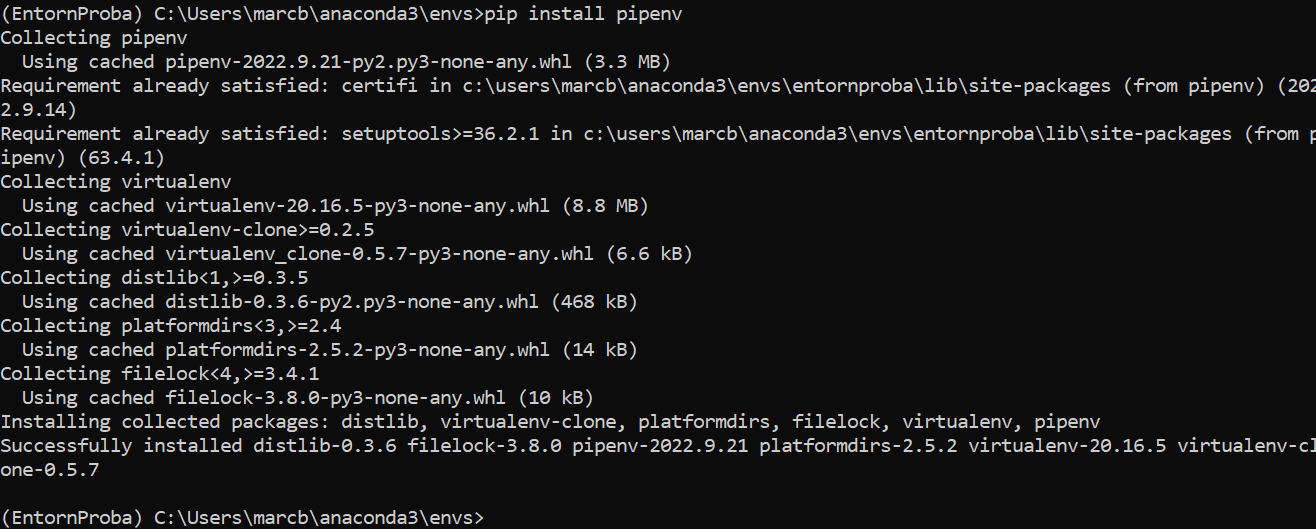 (EntornProba) C:\Users\marcb\anaconda3\envs>pip install pipenv
Collecting pipenv
  Using cached pipenv-2022.9.21-py2.py3-none-any.whl (3.3 MB)
Requirement already satisfied: certifi in c:\users\marcb\anaconda3\envs\entornproba\lib\site-packages (from pipenv) (202
2.9.14)
Requirement already satisfied: setuptools>=36.2.1 in c:\users\marcb\anaconda3\envs\entornproba\lib\site-packages (from p
ipenv) (63.4.1)
Collecting virtualenv
  Using cached virtualenv-20.16.5-py3-none-any.whl (8.8 MB)
Collecting virtualenv-clone>=0.2.5
  Using cached virtualenv_clone-0.5.7-py3-none-any.whl (6.6 kB)
Collecting distlib<1,>=0.3.5
  Using cached distlib-0.3.6-py2.py3-none-any.whl (468 kB)
Collecting platformdirs<3,>=2.4
  Using cached platformdirs-2.5.2-py3-none-any.whl (14 kB)
Collecting filelock<4,>=3.4.1
  Using cached filelock-3.8.0-py3-none-any.whl (10 kB)
Installing collected packages: distlib, virtualenv-clone, platformdirs, filelock, virtualenv, pipenv
Successfully installed distlib-0.3.6 filelock-3.8.0 pipenv-2022.9.21 platformdirs-2.5.2 virtualenv-20.16.5 virtualenv-cl
one-0.5.7
(EntornProba) C:\Users\marcb\anaconda3\envs>